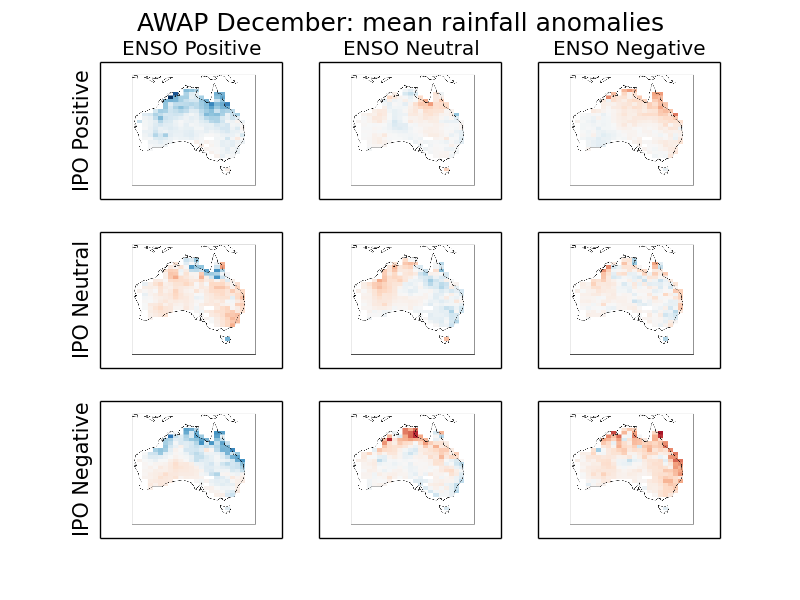 AWAP December: mean rainfall anomalies
ENSO Positive
ENSO Neutral
ENSO Negative
IPO Positive
IPO Neutral
IPO Negative